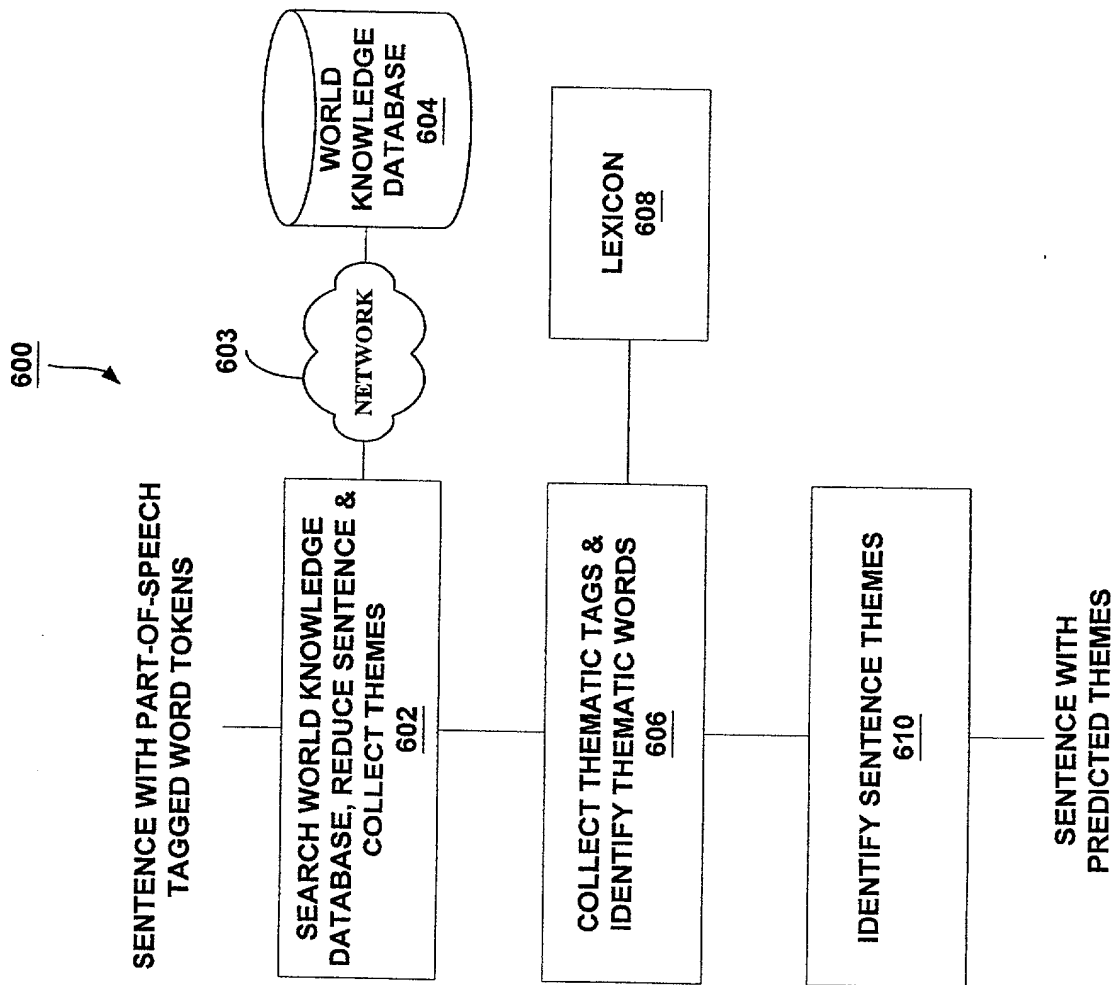 600
SENTENCE WITH PART-OF-SPEECH
TAGGED WORD TOKENS
603
SEARCH WORLD KNOWLEDGE
DATABASE, REDUCE SENTENCE &
COLLECT THEMES
602
NETWORK
WORLD
KNOWLEDGE
DATABASE
604
COLLECT THEMATIC TAGS &
IDENTIFY THEMATIC WORDS
606
LEXICON
608
IDENTIFY SENTENCE THEMES
610
SENTENCE WITH
PREDICTED THEMES